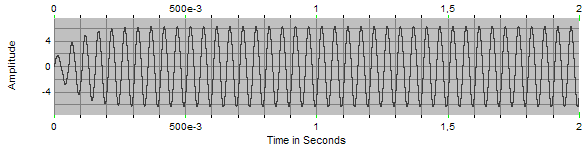 0 500e-3 1 1,5 2
4
0
-4
Amplitude
0 500e-3 1 1,5 2
Time in Seconds